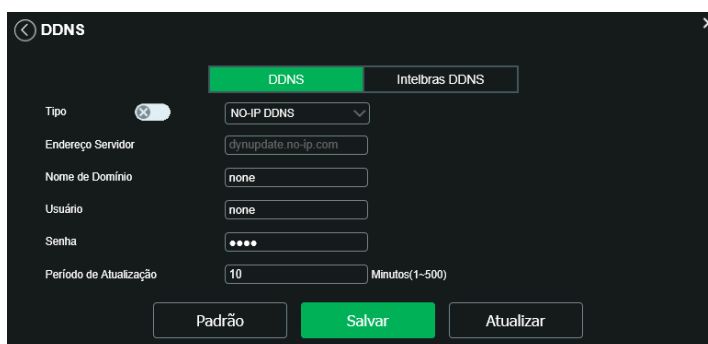 DDNS
DDNS Intelbras DDNS
Tipo NO-IP DDNS
Endereço Servidor dynupdate.no-ip.com
Nome de Domínio none
Usuário none
Senha ••••
Período de Atualização 10 Minutos(1~500)
Padrão Salvar Atualizar